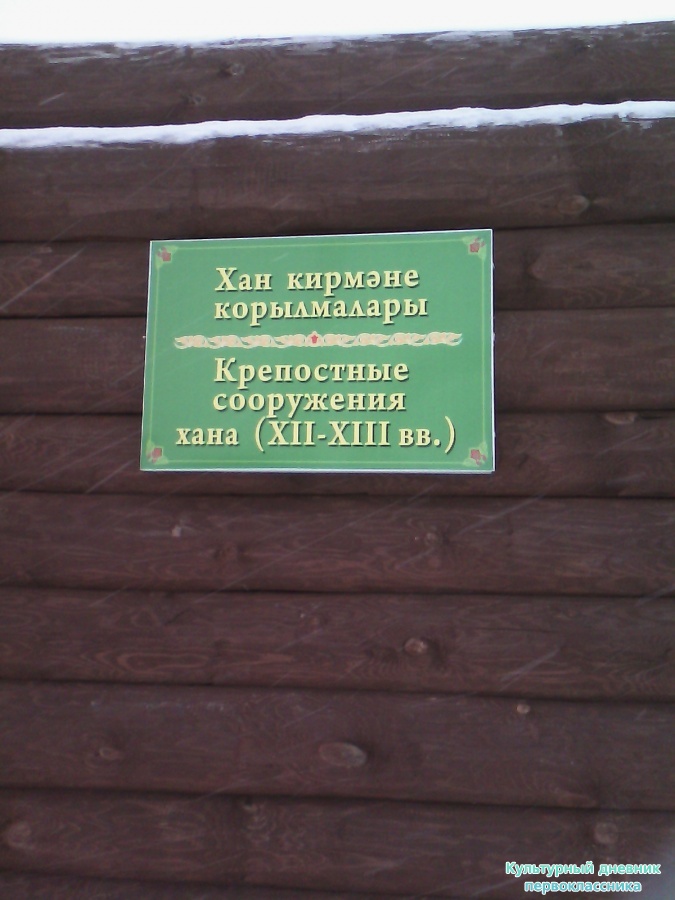 Хан кирмәне
корылмалары
Крепостные
сооружения
хана (XII-XIII вв.)
Культурный дневник
первоклассника